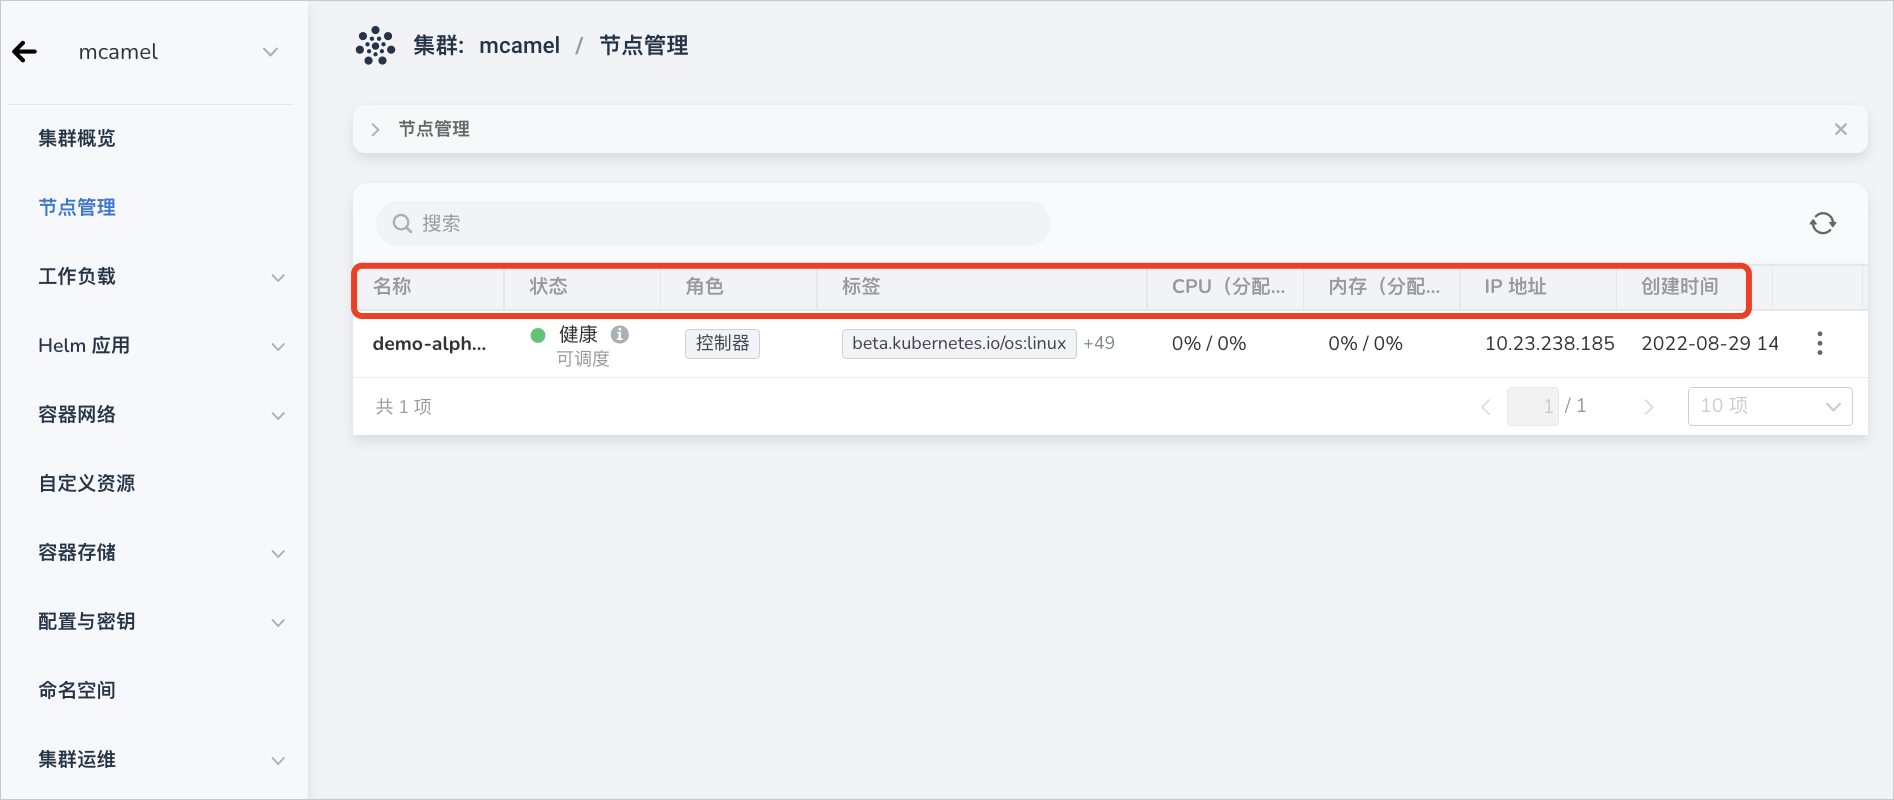 mcamel
集群概览
节点管理
工作负载
Helm 应用
容器网络
自定义资源
容器存储
配置与密钥
命名空间
集群运维
集群: mcamel / 节点管理
节点管理
搜索
名称 状态 角色 标签 CPU（分配... 内存（分配... IP 地址 创建时间
demo-alph... 健康 控制器 beta.kubernetes.io/os:linux +49 0% / 0% 0% / 0% 10.23.238.185 2022-08-29 14
可调度
共 1 项 1 / 1 10 项